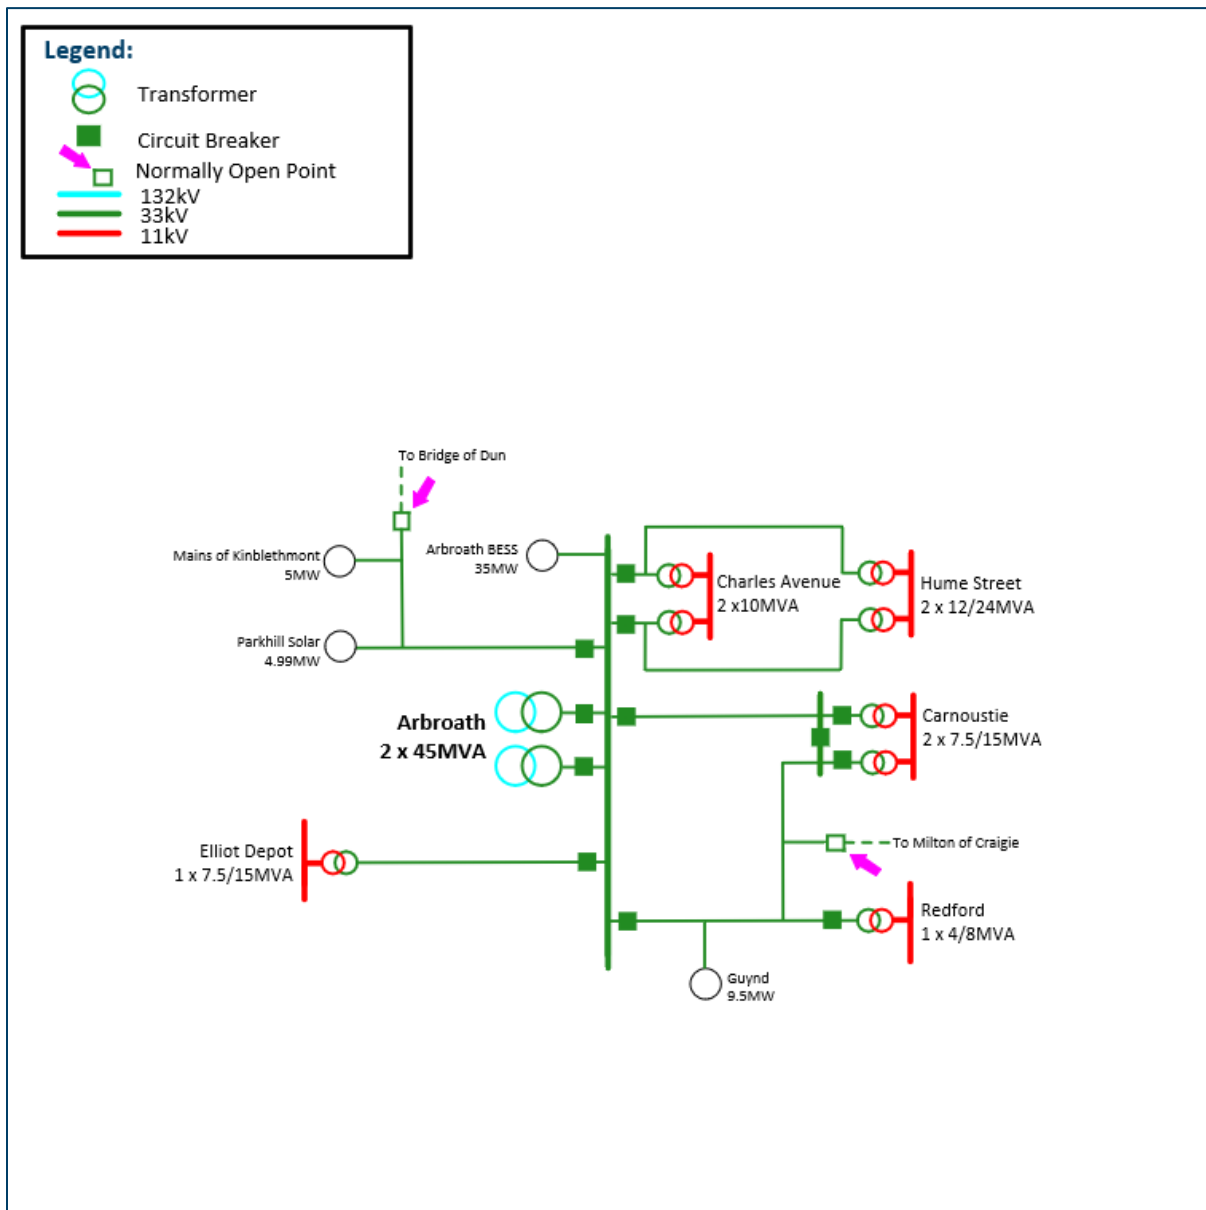 Legend:
Transformer
Circuit Breaker
Normally Open Point
132kV
33kV
11kV
To Bridge of Dun
Mains of Kinblethmont
5MW
Arbroath BESS
35MW
Charles Avenue
2 x10MVA
Hume Street
2 x 12/24MVA
Parkhill Solar
4.99MW
Arbroath
2 x 45MVA
Carnoustie
2 x 7.5/15MVA
Elliot Depot
1 x 7.5/15MVA
To Milton of Craigie
Redford
1 x 4/8MVA
Guynd
9.5MW